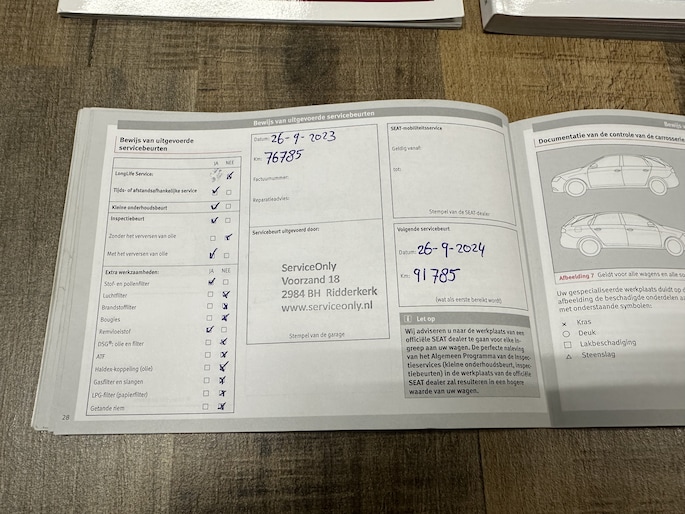 Bewijs van uitgevoerde servicebeurten
Bewijs van uitgevoerde
servicebeurten
JA NEE
LongLife Service:
Tijds- of afstandsafhankelijke service
Kleine onderhoudsbeurt
Inspectiebeurt
Zonder het verversen van olie
Met het verversen van olie
Extra werkzaamheden: JA NEE
Stof- en pollenfilter
Luchtfilter
Brandstoffilter
Bougies
Remvloeistof
DSG®: olie en filter
ATF
Haldex-koppeling (olie)
Gasfilter en slangen
LPG-filter (papierfilter)
Getande riem
28
Datum: 26-9-2023
Km: 76785
Factuurnummer:
Reparatieadvies:
Servicebeurt uitgevoerd door:
ServiceOnly
Voorzand 18
2984 BH Ridderkerk
www.serviceonly.nl
Stempel van de garage
SEAT-mobiliteitsservice
Geldig vanaf:
tot:
Stempel van de SEAT dealer
Volgende servicebeurt
Datum: 26-9-2024
Km: 91785
(wat als eerste bereikt wordt)
i Let op
Wij adviseren u naar de werkplaats van een
officiële SEAT dealer te gaan voor elke in-
greep aan uw wagen. De perfecte naleving
van het Algemeen Programma van de Inspec-
tieservices (kleine onderhoudsbeurt, inspec-
tiebeurten) in de werkplaats van de officiële
SEAT dealer zal resulteren in een hogere
waarde van uw wagen.
Documentatie van de controle van de carrosserie
Afbeelding 7 Geldt voor alle wagens en alle
Uw gespecialiseerde werkplaats duidt op d
afbeelding de beschadigde onderdelen aa
met onderstaande symbolen:
× Kras
○ Deuk
□ Lakbeschadiging
△ Steenslag